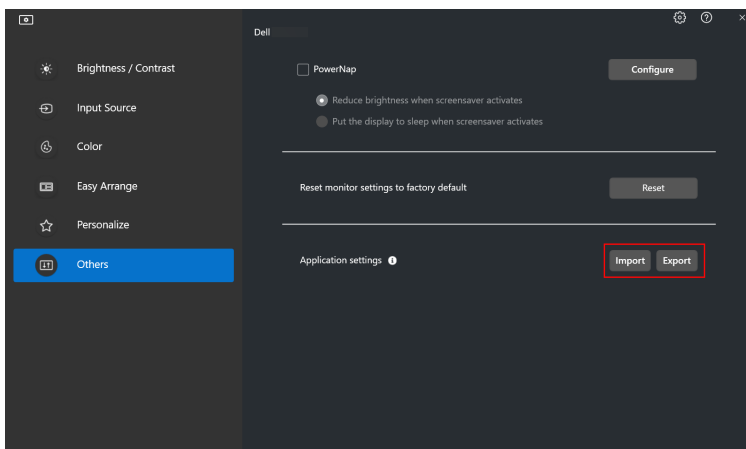 Dell
Brightness / Contrast
Input Source
Color
Easy Arrange
Personalize
Others
PowerNap
Configure
Reduce brightness when screensaver activates
Put the display to sleep when screensaver activates
Reset monitor settings to factory default
Reset
Application settings
Import
Export